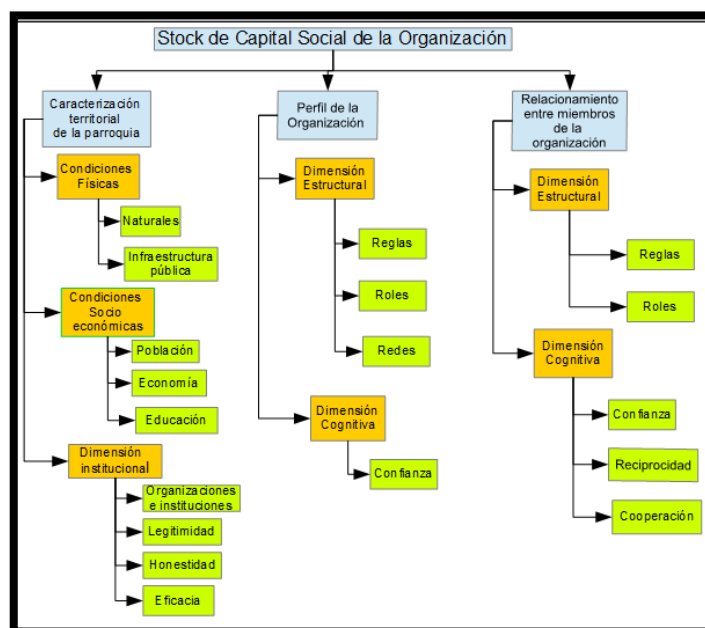 Stock de Capital Social de la Organización
Caracterización
territorial
de la parroquia
Condiciones
Físicas
Naturales
Infraestructura
pública
Condiciones
Socio
económicas
Población
Economía
Educación
Dimensión
institucional
Organizaciones
e instituciones
Legitimidad
Honestidad
Eficacia
Perfil de la
Organización
Dimensión
Estructural
Reglas
Roles
Redes
Dimensión
Cognitiva
Confianza
Relacionamiento
entre miembros
de la
organización
Dimensión
Estructural
Reglas
Roles
Dimensión
Cognitiva
Confianza
Reciprocidad
Cooperación